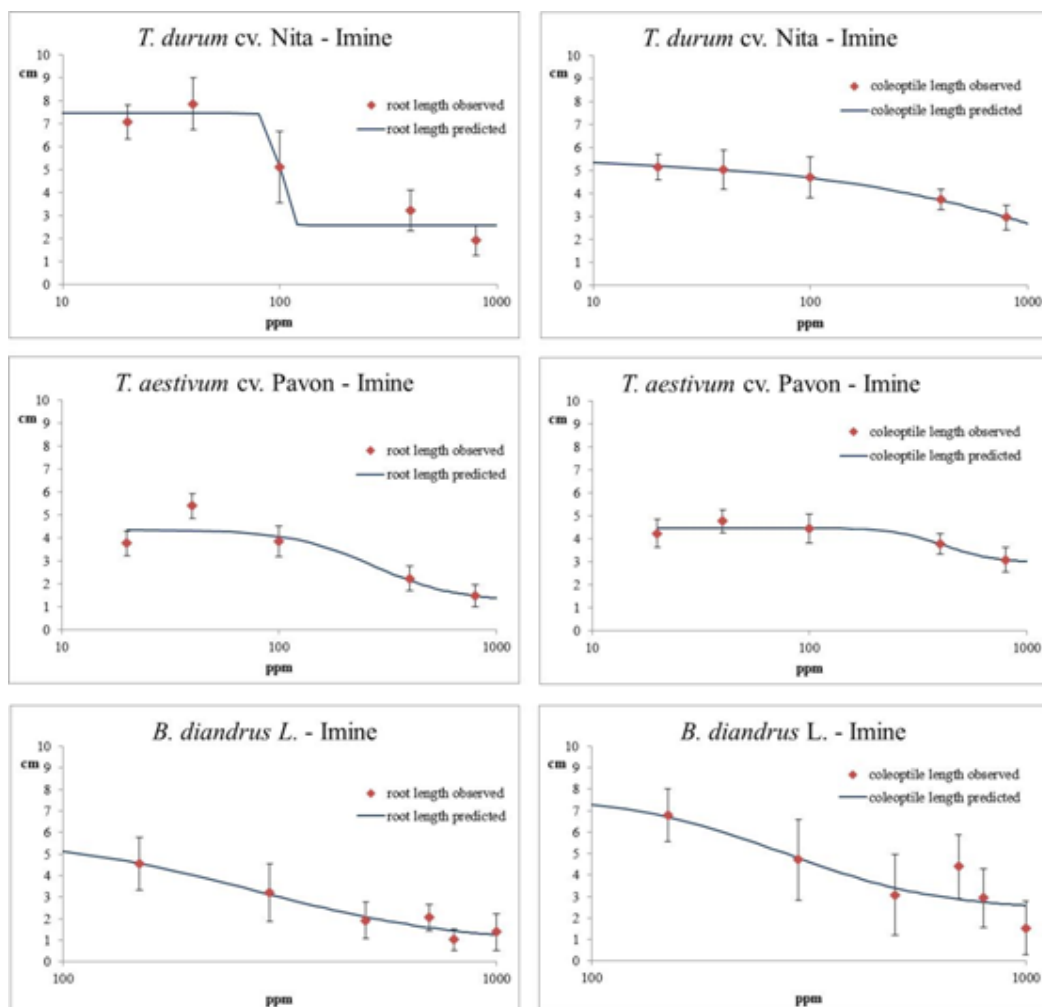 T. durum cv. Nita - Imine
cm
10
9
8
7
6
5
4
3
2
1
0
root length observed
root length predicted
10
100
1000
ppm
T. durum cv. Nita - Imine
cm
10
9
8
7
6
5
4
3
2
1
0
coleoptile length observed
coleoptile length predicted
10
100
1000
ppm
T. aestivum cv. Pavon - Imine
cm
10
9
8
7
6
5
4
3
2
1
0
root length observed
root length predicted
10
100
1000
ppm
T. aestivum cv. Pavon - Imine
cm
10
9
8
7
6
5
4
3
2
1
0
coleoptile length observed
coleoptile length predicted
10
100
1000
ppm
B. diandrus L. - Imine
cm
10
9
8
7
6
5
4
3
2
1
0
root length observed
root length predicted
100
1000
ppm
B. diandrus L. - Imine
cm
10
9
8
7
6
5
4
3
2
1
0
coleoptile length observed
coleoptile length predicted
100
1000
ppm